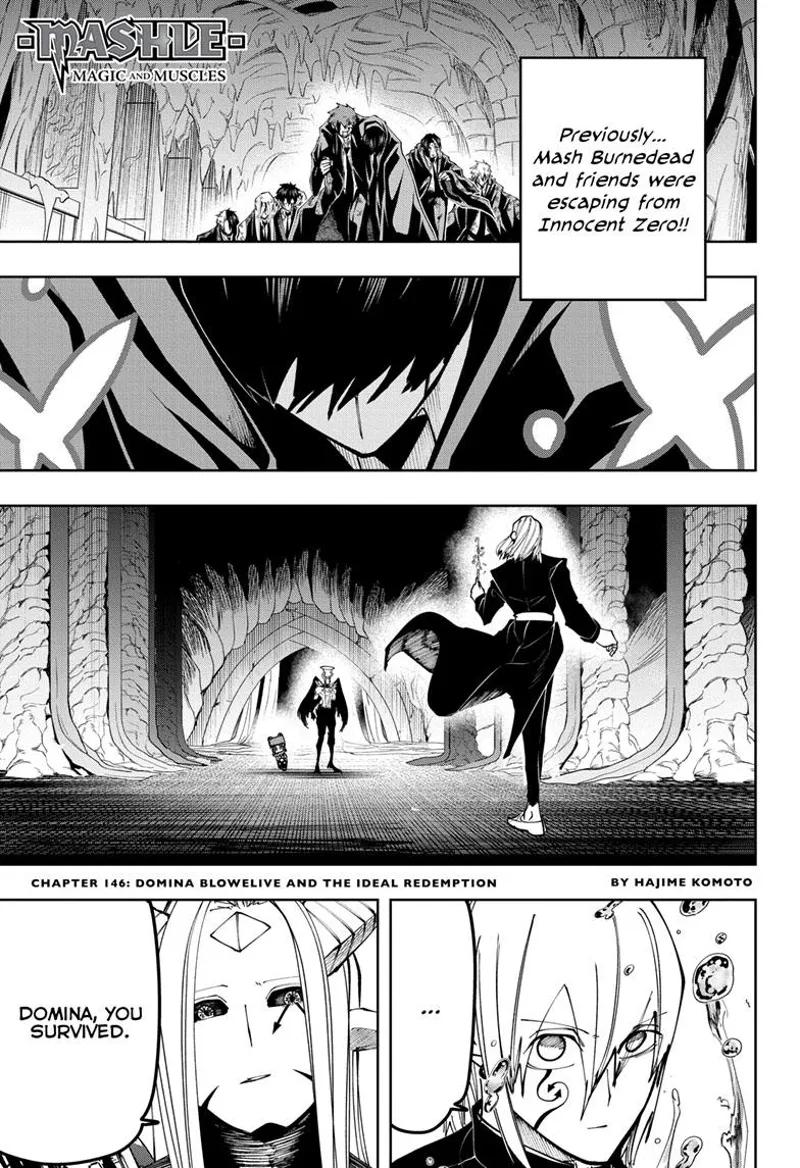 -MASHLE-
MAGIC AND MUSCLES
Previously...
Mash Burnedead
and friends were
escaping from
Innocent Zero!!
CHAPTER 146: DOMINA BLOWELIVE AND THE IDEAL REDEMPTION
BY HAJIME KOMOTO
...
DOMINA, YOU
SURVIVED.